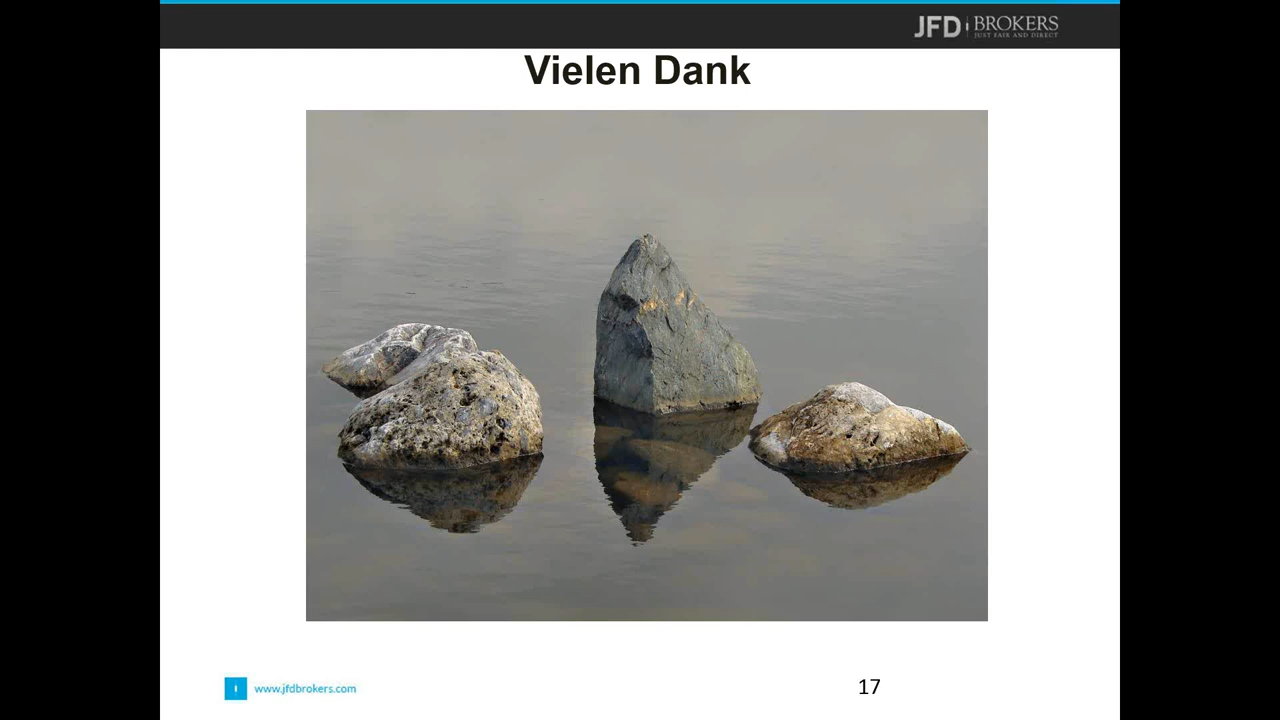 JFD BROKERS
JUST FAIR AND DIRECT
Vielen Dank
www.jfdbrokers.com
17